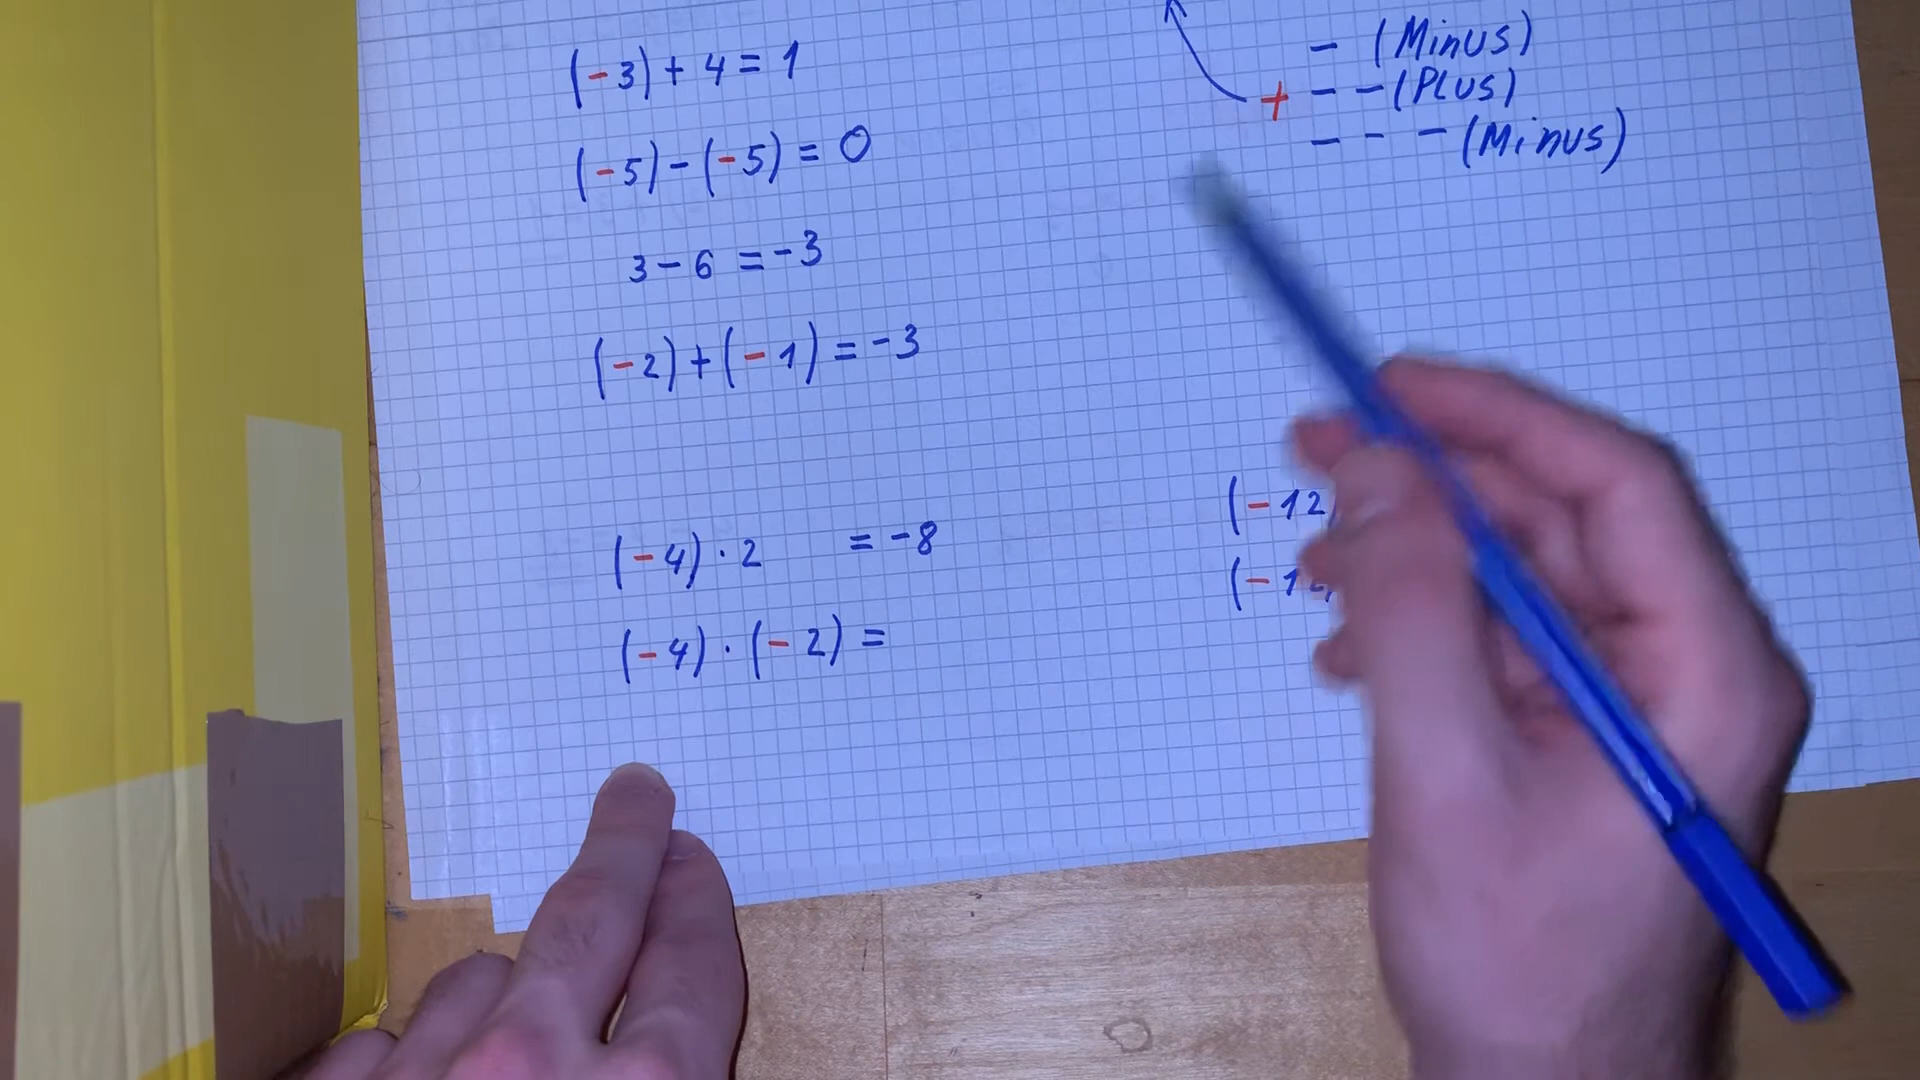 (-3) + 4 = 1
(-5) - (-5) = 0
3 - 6 = -3
(-2) + (-1) = -3
(-4) · 2 = -8
(-4) · (-2) =
- (Minus)
+ - - (Plus)
- - - (Minus)
(-12)
(-1